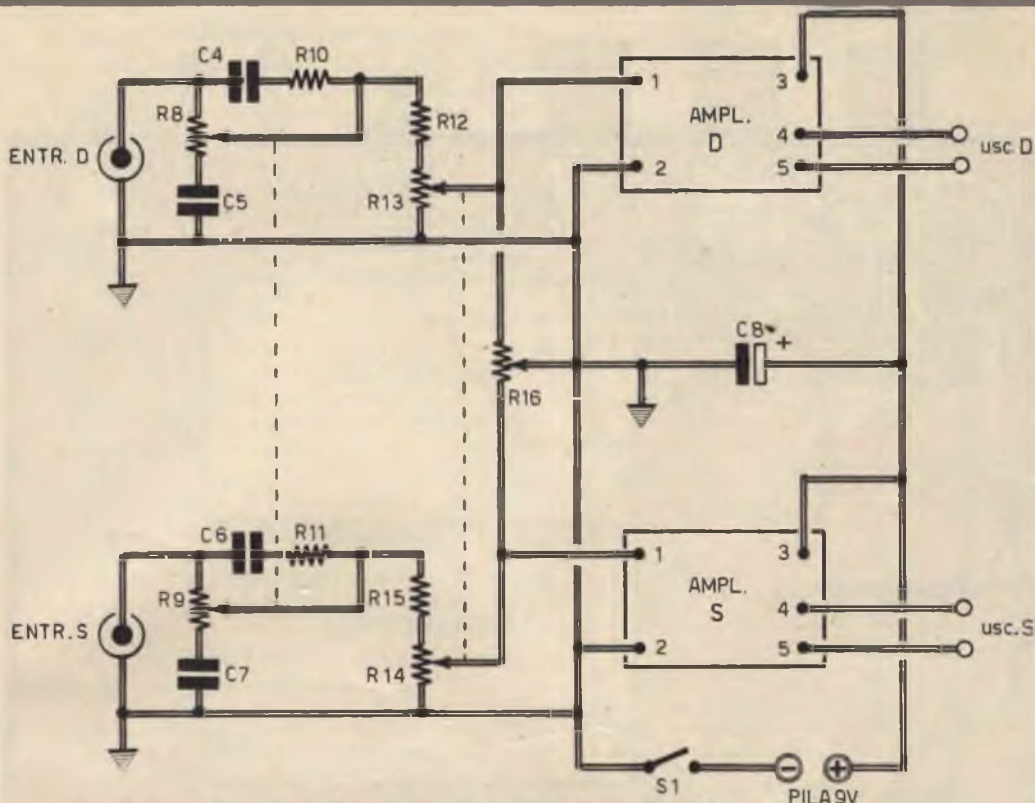 C4
R10
R8
ENTR. D
C5
R12
R13
1
AMPL.
D
2
3
4
5
usc. D
R16
C8
+
C6
R11
R9
ENTR. S
C7
R15
R14
1
AMPL.
S
2
3
4
5
usc. S
S1
−
+
PILA 9V